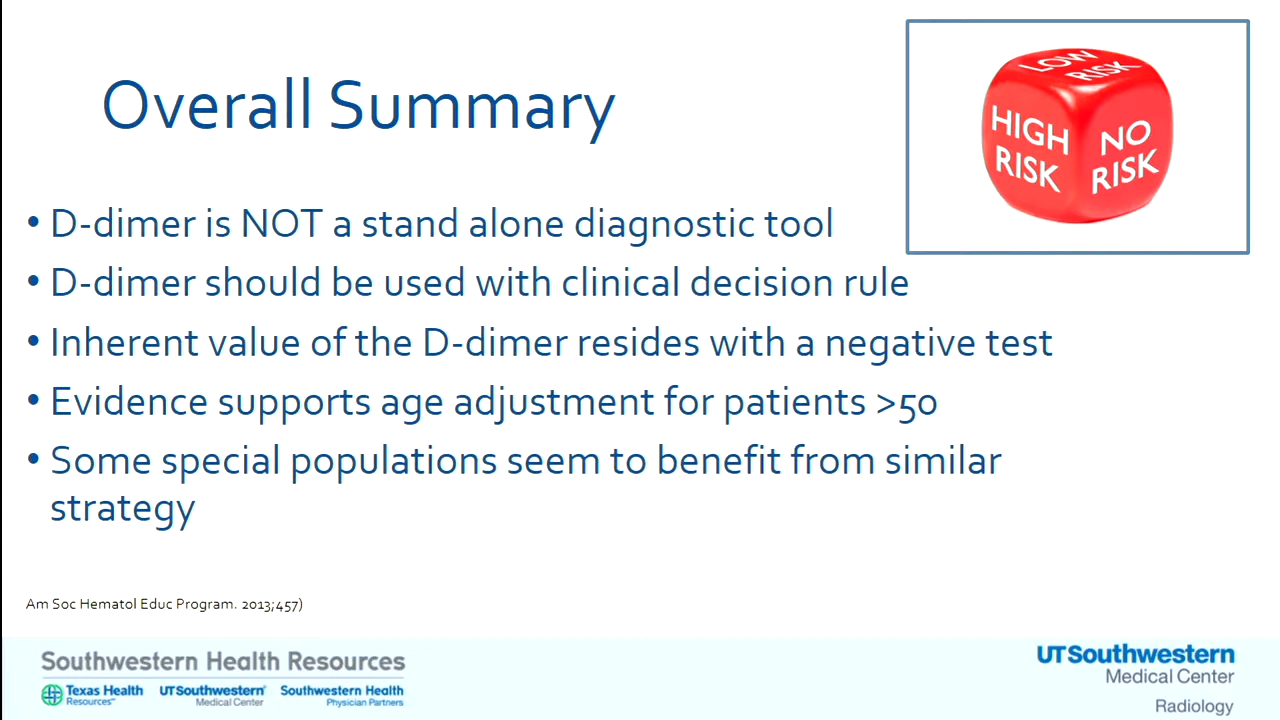 Overall Summary
LOW
RISK
HIGH
RISK
NO
RISK
• D-dimer is NOT a stand alone diagnostic tool
• D-dimer should be used with clinical decision rule
• Inherent value of the D-dimer resides with a negative test
• Evidence supports age adjustment for patients >50
• Some special populations seem to benefit from similar
strategy
Am Soc Hematol Educ Program. 2013;457)
Southwestern Health Resources
Texas Health
Resources℠
UTSouthwestern®
Medical Center
Southwestern Health
Physician Partners
UTSouthwestern
Medical Center
Radiology